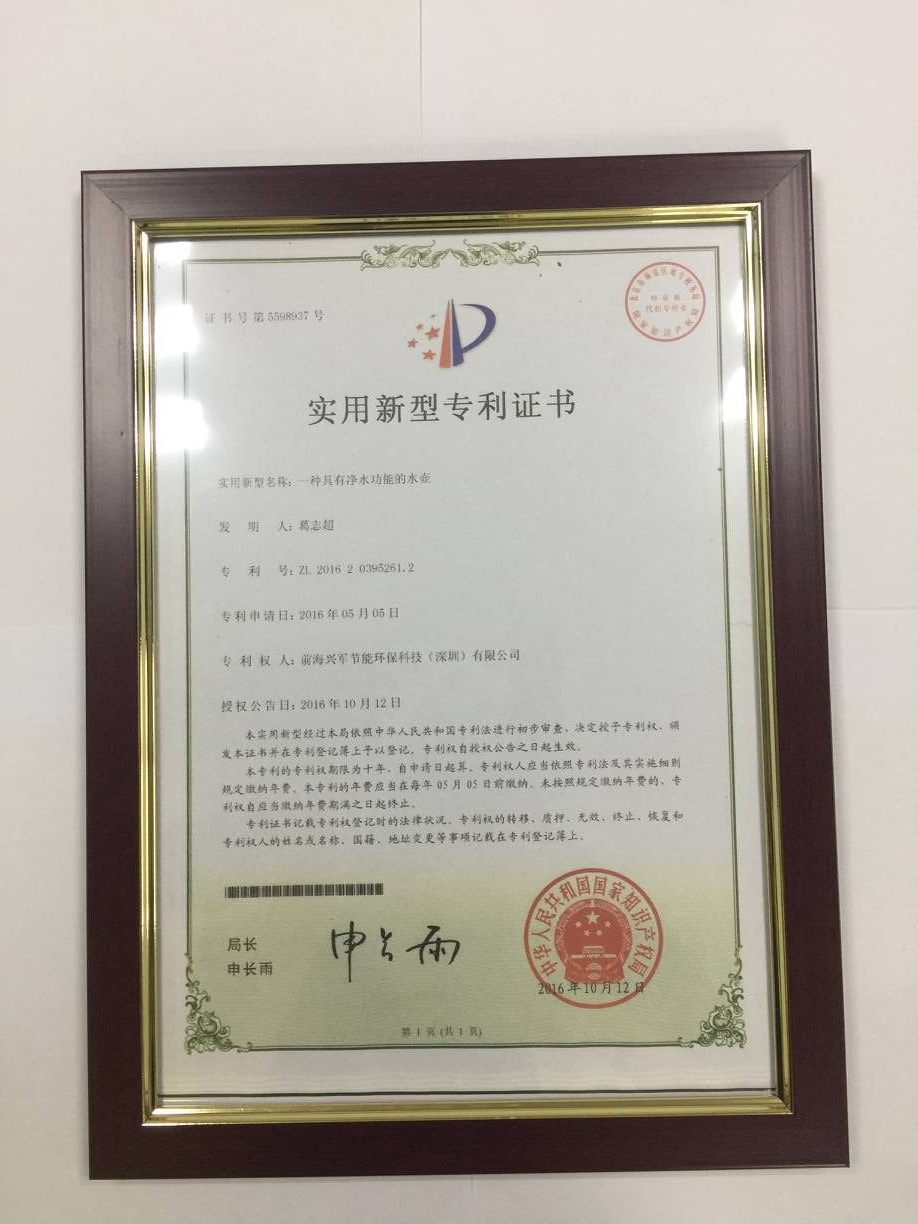 证书号第5598937号
实用新型专利证书
实用新型名称：一种具有净水功能的水壶
发明人：葛志超
专利号：ZL 2016 2 0395261.2
专利申请日：2016年05月05日
专利权人：前海兴军节能环保科技（深圳）有限公司
授权公告日：2016年10月12日
本实用新型经过本局依照中华人民共和国专利法进行初步审查，决定授予专利权，颁
发本证书并在专利登记簿上予以登记。专利权自授权公告之日起生效。
本专利的专利权期限为十年，自申请日起算。专利权人应当依照专利法及其实施细则
规定缴纳年费。本专利的年费应当在每年05月05日前缴纳。未按照规定缴纳年费的，专
利权自应当缴纳年费期满之日起终止。
专利证书记载专利权登记时的法律状况。专利权的转移、质押、无效、终止、恢复和
专利权人的姓名或名称、国籍、地址变更等事项记载在专利登记簿上。
局长
申长雨
申长雨
中华人民共和国国家知识产权局
2016年10月12日
第1页(共1页)